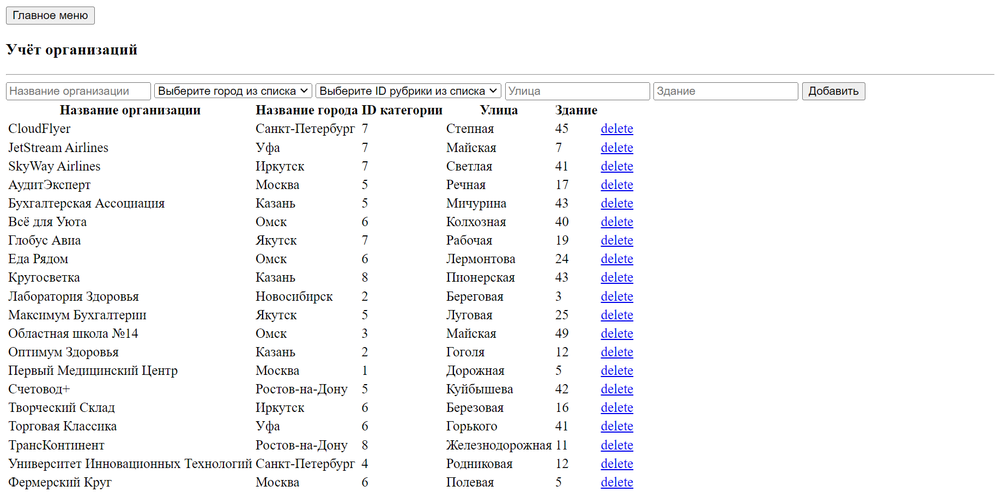 Главное меню
Учёт организаций
Название организации Выберите город из списка Выберите ID рубрики из списка Улица Здание Добавить
Название организации Название города ID категории Улица Здание
CloudFlyer Санкт-Петербург 7 Степная 45 delete
JetStream Airlines Уфа 7 Майская 7 delete
SkyWay Airlines Иркутск 7 Светлая 41 delete
АудитЭксперт Москва 5 Речная 17 delete
Бухгалтерская Ассоциация Казань 5 Мичурина 43 delete
Всё для Уюта Омск 6 Колхозная 40 delete
Глобус Авиа Якутск 7 Рабочая 19 delete
Еда Рядом Омск 6 Лермонтова 24 delete
Кругосветка Казань 8 Пионерская 43 delete
Лаборатория Здоровья Новосибирск 2 Береговая 3 delete
Максимум Бухгалтерии Якутск 5 Луговая 25 delete
Областная школа №14 Омск 3 Майская 49 delete
Оптимум Здоровья Казань 2 Гоголя 12 delete
Первый Медицинский Центр Москва 1 Дорожная 5 delete
Счетовод+ Ростов-на-Дону 5 Куйбышева 42 delete
Творческий Склад Иркутск 6 Березовая 16 delete
Торговая Классика Уфа 6 Горького 41 delete
ТрансКонтинент Ростов-на-Дону 8 Железнодорожная 11 delete
Университет Инновационных Технологий Санкт-Петербург 4 Родниковая 12 delete
Фермерский Круг Москва 6 Полевая 5 delete